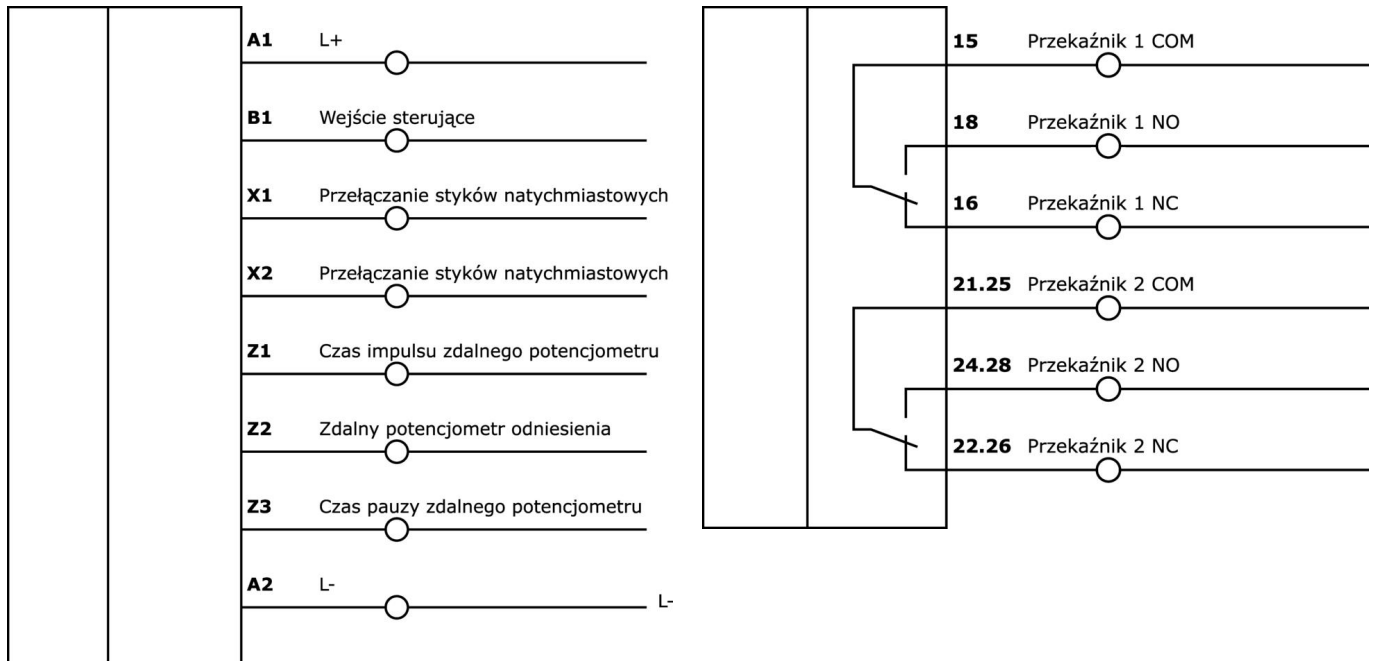 A1 L+
B1 Wejście sterujące
X1 Przełączanie styków natychmiastowych
X2 Przełączanie styków natychmiastowych
Z1 Czas impulsu zdalnego potencjometru
Z2 Zdalny potencjometr odniesienia
Z3 Czas pauzy zdalnego potencjometru
A2 L-
L-
15 Przekaźnik 1 COM
18 Przekaźnik 1 NO
16 Przekaźnik 1 NC
21.25 Przekaźnik 2 COM
24.28 Przekaźnik 2 NO
22.26 Przekaźnik 2 NC